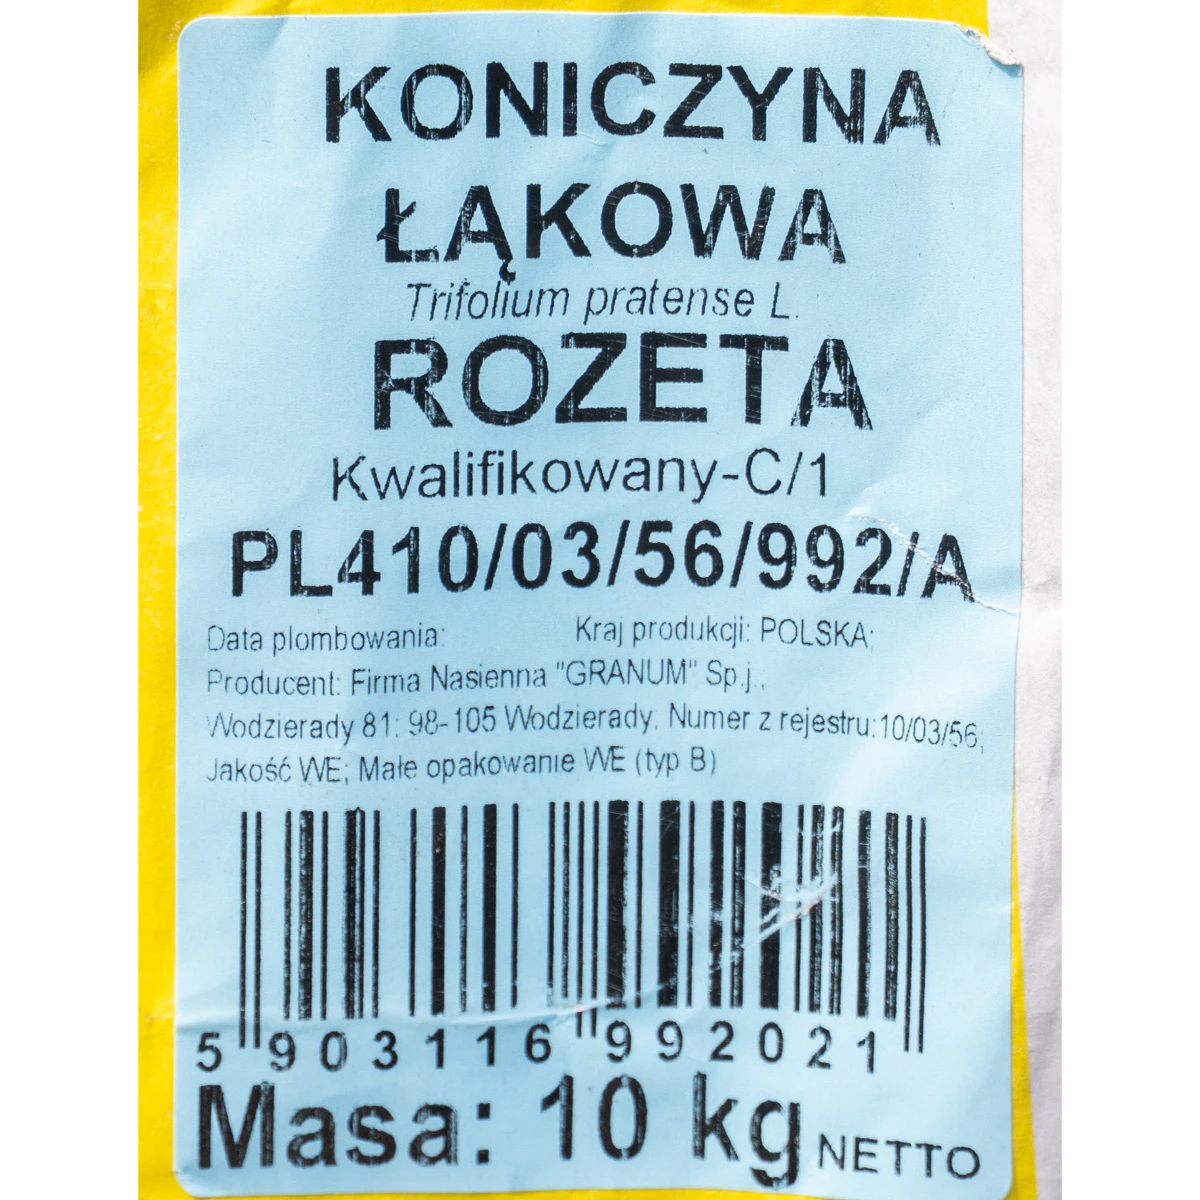 KONICZYNA
ŁĄKOWA
Trifolium pratense L.
ROZETA
Kwalifikowany-C/1
PL410/03/56/992/A
Data plombowania: Kraj produkcji: POLSKA;
Producent: Firma Nasienna "GRANUM" Sp.j.,
Wodzierady 81; 98-105 Wodzierady; Numer z rejestru:10/03/56;
Jakość WE; Małe opakowanie WE (typ B)
5 903116 992021
Masa: 10 kg NETTO